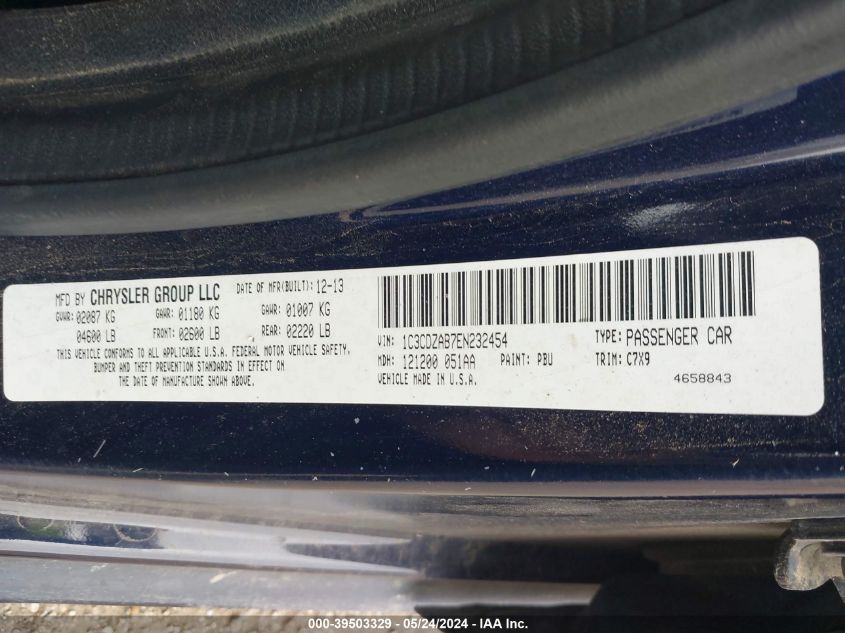 MFD BY CHRYSLER GROUP LLC DATE OF MFR(BUILT): 12-13
GVWR: 02087 KG GAWR: 01180 KG GAWR: 01007 KG
04600 LB FRONT: 02600 LB REAR: 02220 LB
THIS VEHICLE CONFORMS TO ALL APPLICABLE U.S.A. FEDERAL MOTOR VEHICLE SAFETY,
BUMPER AND THEFT PREVENTION STANDARDS IN EFFECT ON
THE DATE OF MANUFACTURE SHOWN ABOVE.
VIN: 1C3CDZAB7EN232454 TYPE: PASSENGER CAR
MDH: 121200 051AA PAINT: PBU TRIM: C7X9
VEHICLE MADE IN U.S.A. 4658843
000-39503329 - 05/24/2024 - IAA Inc.